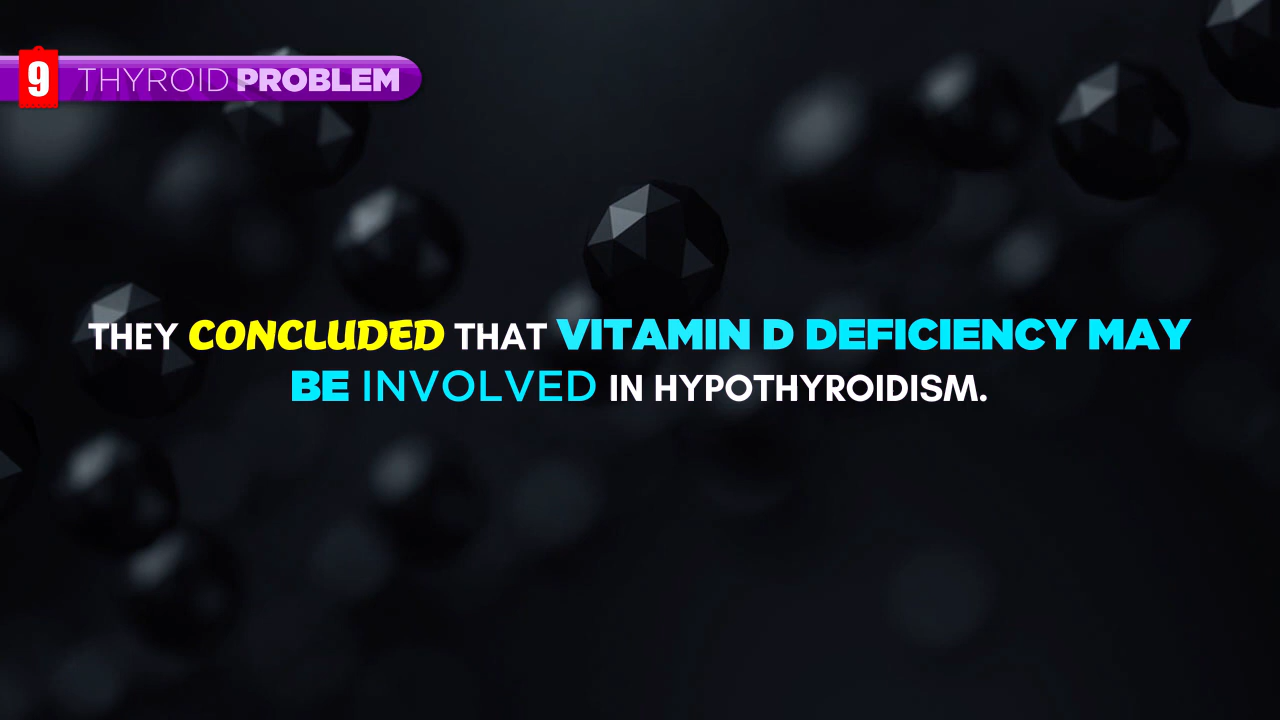 9 THYROID PROBLEM
THEY CONCLUDED THAT VITAMIN D DEFICIENCY MAY
BE INVOLVED IN HYPOTHYROIDISM.